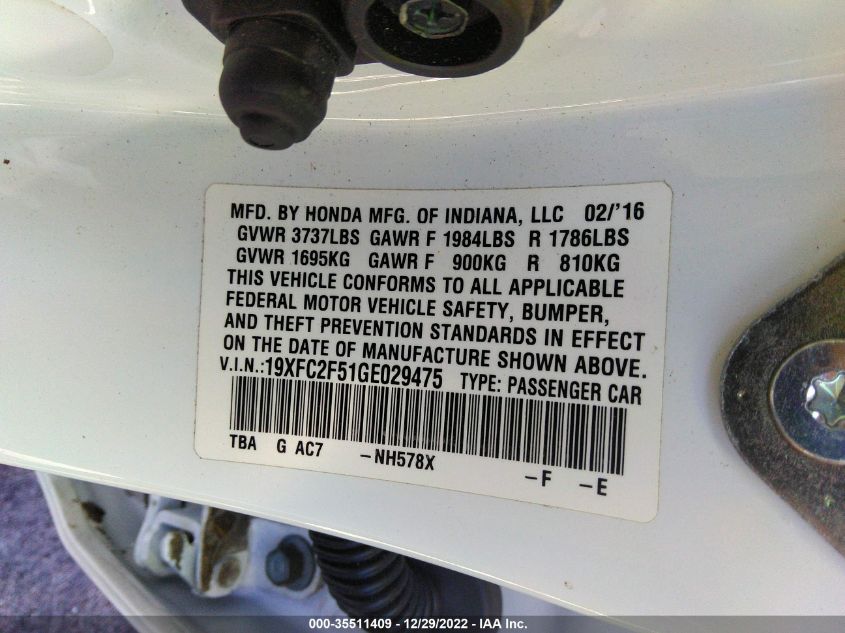 MFD. BY HONDA MFG. OF INDIANA, LLC 02/'16
GVWR 3737LBS GAWR F 1984LBS R 1786LBS
GVWR 1695KG GAWR F 900KG R 810KG
THIS VEHICLE CONFORMS TO ALL APPLICABLE
FEDERAL MOTOR VEHICLE SAFETY, BUMPER,
AND THEFT PREVENTION STANDARDS IN EFFECT
ON THE DATE OF MANUFACTURE SHOWN ABOVE.
V.I.N.:19XFC2F51GE029475 TYPE: PASSENGER CAR
TBA G AC7 -NH578X
-F -E
000-35511409 - 12/29/2022 - IAA Inc.